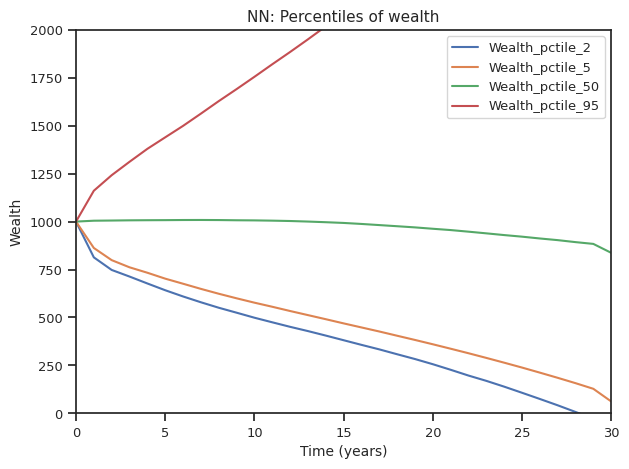 NN: Percentiles of wealth
Wealth_pctile_2
Wealth_pctile_5
Wealth_pctile_50
Wealth_pctile_95
Wealth
2000
1750
1500
1250
1000
750
500
250
0
0 5 10 15 20 25 30
Time (years)